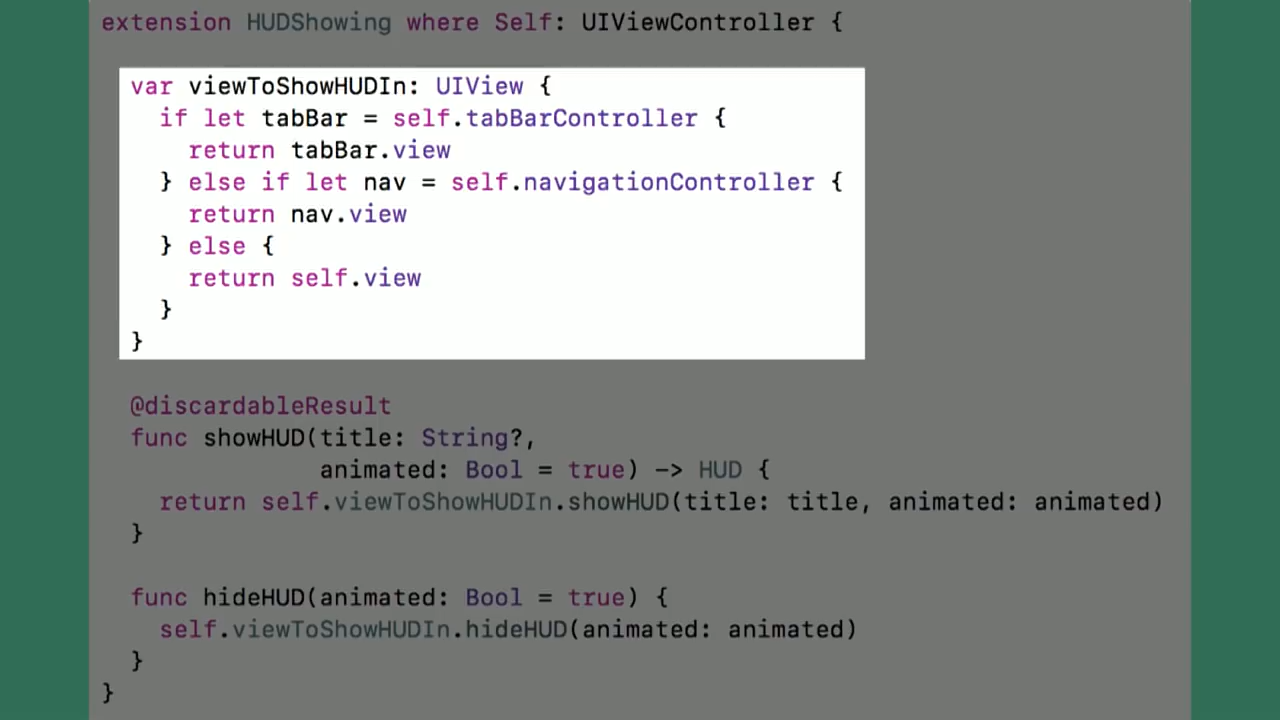 extension HUDShowing where Self: UIViewController {
var viewToShowHUDIn: UIView {
if let tabBar = self.tabBarController {
return tabBar.view
} else if let nav = self.navigationController {
return nav.view
} else {
return self.view
}
}
@discardableResult
func showHUD(title: String?,
animated: Bool = true) -> HUD {
return self.viewToShowHUDIn.showHUD(title: title, animated: animated)
}
func hideHUD(animated: Bool = true) {
self.viewToShowHUDIn.hideHUD(animated: animated)
}
}